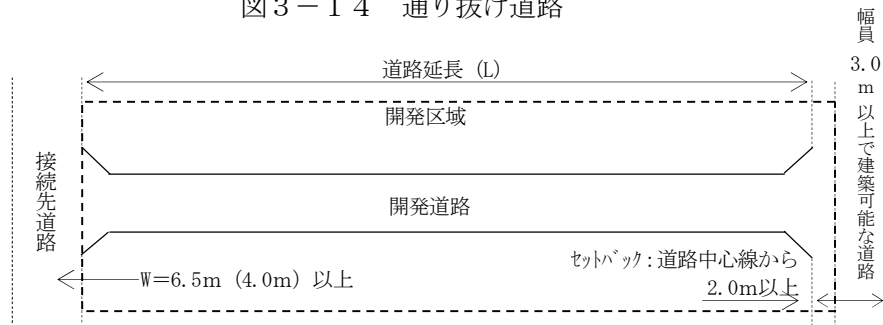 図3-14 通り抜け道路
道路延長 (L)
開発区域
接続先道路
開発道路
W=6.5m (4.0m) 以上
ｾｯﾄﾊﾞｯｸ:道路中心線から
2.0m以上
幅員3.0m以上で建築可能な道路